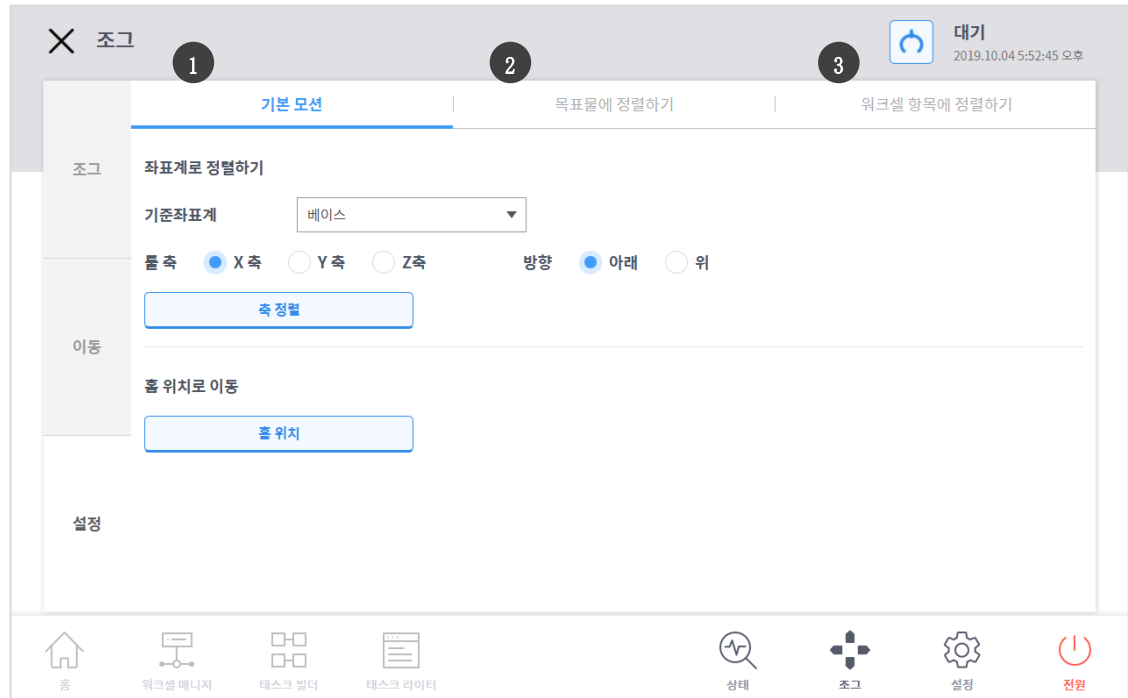 조그
대기
2019.10.04 5:52:45 오후
1
2
3
기본 모션
목표물에 정렬하기
워크셀 항목에 정렬하기
조그
이동
설정
좌표계로 정렬하기
기준좌표계
베이스
툴 축
X 축
Y 축
Z축
방향
아래
위
축 정렬
홈 위치로 이동
홈 위치
홈
워크셀 매니저
태스크 빌더
태스크 라이터
상태
조그
설정
전원